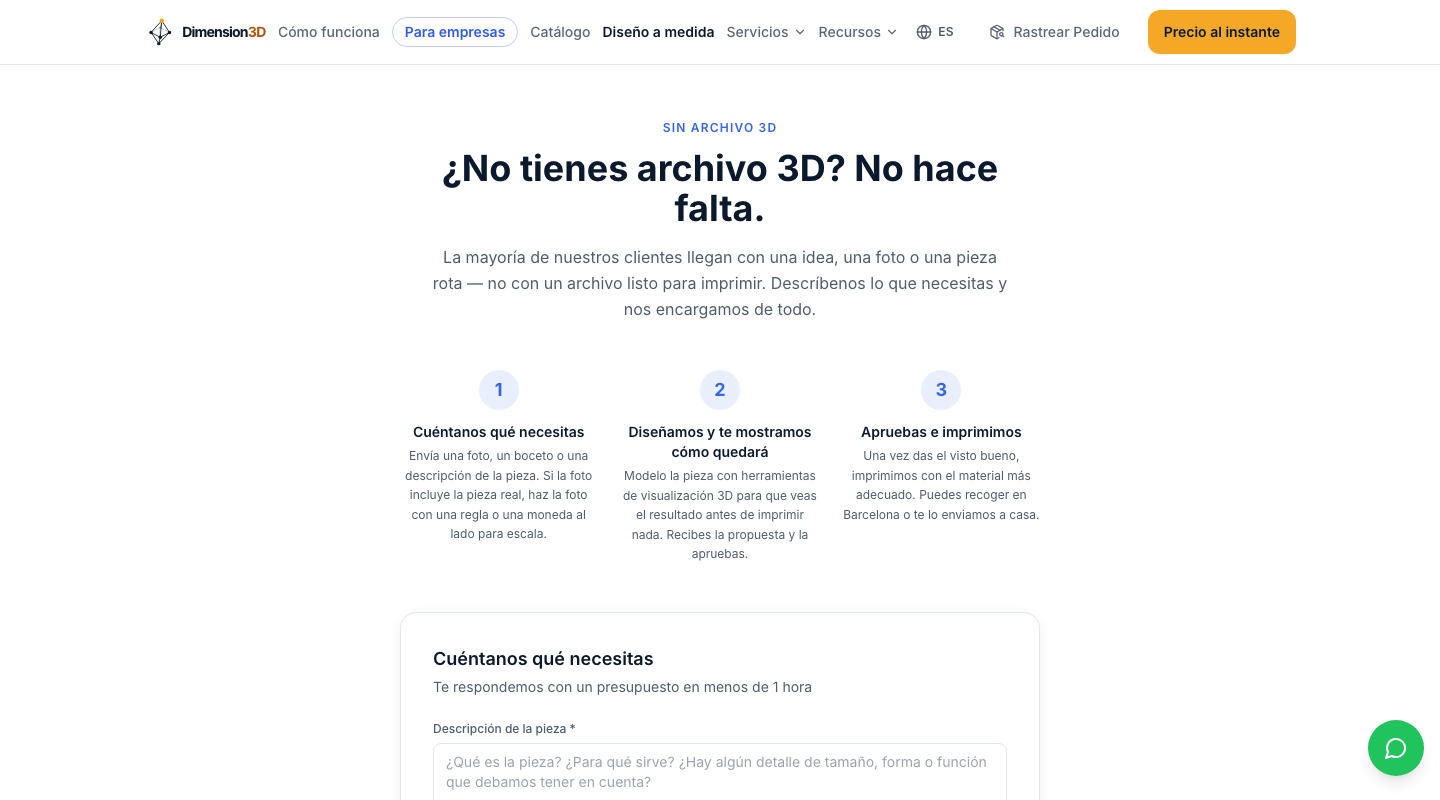 Dimension3D Cómo funciona Para empresas Catálogo Diseño a medida Servicios Recursos ES Rastrear Pedido Precio al instante
SIN ARCHIVO 3D
¿No tienes archivo 3D? No hace
falta.
La mayoría de nuestros clientes llegan con una idea, una foto o una pieza
rota — no con un archivo listo para imprimir. Descríbenos lo que necesitas y
nos encargamos de todo.
1
Cuéntanos qué necesitas
Envía una foto, un boceto o una
descripción de la pieza. Si la foto
incluye la pieza real, haz la foto
con una regla o una moneda al
lado para escala.
2
Diseñamos y te mostramos
cómo quedará
Modelo la pieza con herramientas
de visualización 3D para que veas
el resultado antes de imprimir
nada. Recibes la propuesta y la
apruebas.
3
Apruebas e imprimimos
Una vez das el visto bueno,
imprimimos con el material más
adecuado. Puedes recoger en
Barcelona o te lo enviamos a casa.
Cuéntanos qué necesitas
Te respondemos con un presupuesto en menos de 1 hora
Descripción de la pieza *
¿Qué es la pieza? ¿Para qué sirve? ¿Hay algún detalle de tamaño, forma o función
que debamos tener en cuenta?